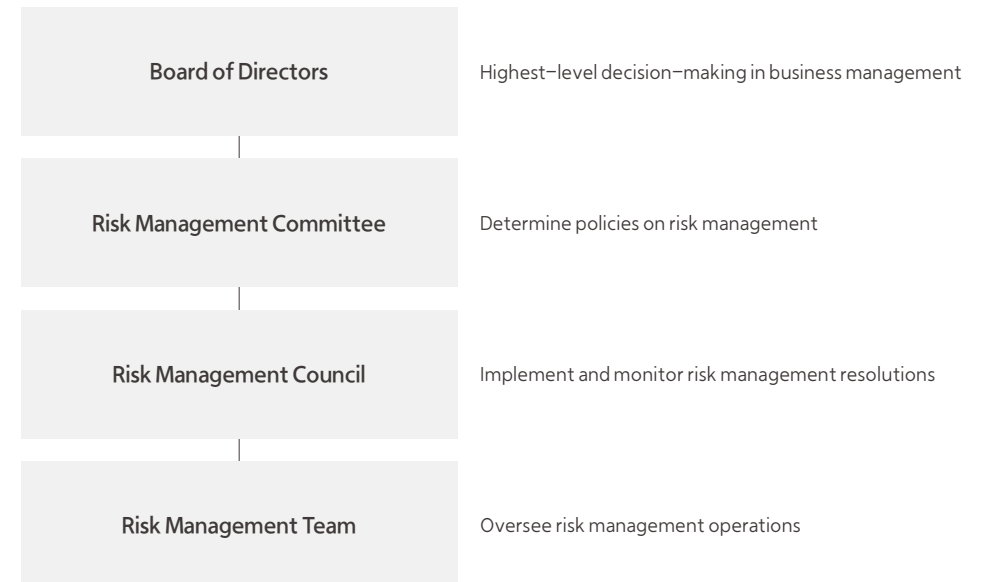 Board of Directors
Highest-level decision-making in business management
Risk Management Committee
Determine policies on risk management
Risk Management Council
Implement and monitor risk management resolutions
Risk Management Team
Oversee risk management operations